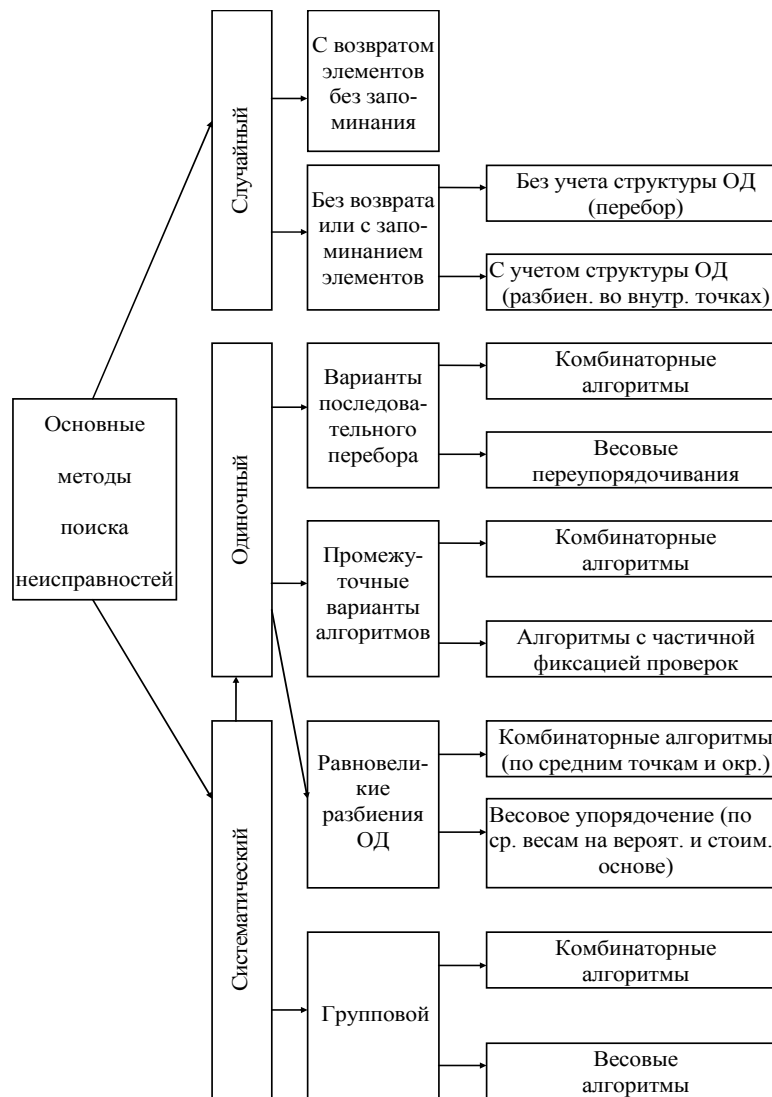 Основные
методы
поиска
неисправностей
Случайный
С возвратом
элементов
без запо-
минания
Без возврата
или с запо-
минанием
элементов
Без учета структуры ОД
(перебор)
С учетом структуры ОД
(разбиен. во внутр. точках)
Одиночный
Варианты
последова-
тельного
перебора
Комбинаторные
алгоритмы
Весовые
переупорядочивания
Промежу-
точные
варианты
алгоритмов
Комбинаторные
алгоритмы
Алгоритмы с частичной
фиксацией проверок
Равновели-
кие
разбиения
ОД
Комбинаторные алгоритмы
(по средним точкам и окр.)
Весовое упорядочение (по
ср. весам на вероят. и стоим.
основе)
Систематический
Групповой
Комбинаторные
алгоритмы
Весовые
алгоритмы